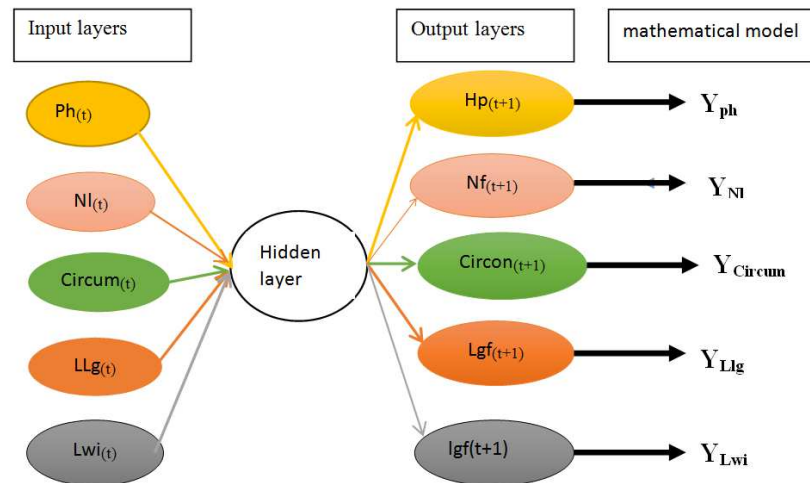 Input layers
Output layers
mathematical model
Ph(t)
Hp(t+1)
Yph
Nl(t)
Nf(t+1)
YNl
Hidden
layer
Circum(t)
Circon(t+1)
YCircum
LLg(t)
Lgf(t+1)
YLlg
Lwi(t)
lgf(t+1)
YLwi